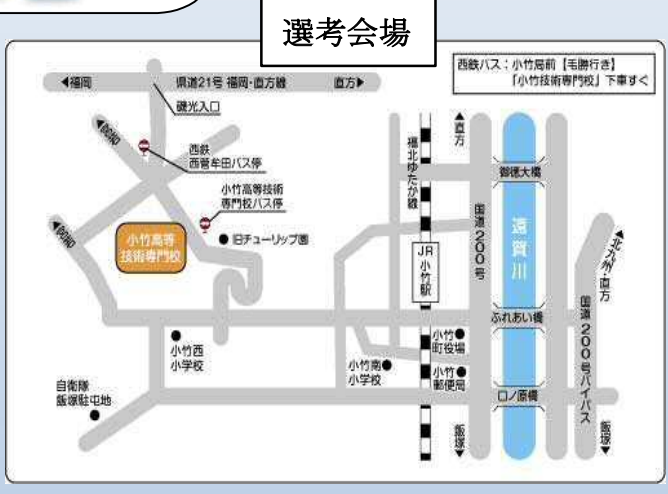 選考会場
西鉄バス:小竹局前【毛勝行き】
「小竹技術専門校」下車すぐ
◀福岡
県道21号 福岡・直方線
直方▶
磯光入口
◀DOKO
西鉄
西菅牟田バス停
小竹高等技術
専門校バス停
小竹高等
技術専門校
旧チューリップ園
◀DOKO
福北ゆたか線
▲直方
御徳大橋
国道200号
遠賀川
JR
小竹駅
▲北九州・直方
国道200号バイパス
ふれあい橋
小竹
町役場
小竹西
小学校
小竹南
小学校
小竹
郵便局
自衛隊
飯塚駐屯地
口ノ原橋
飯塚▼
飯塚▼